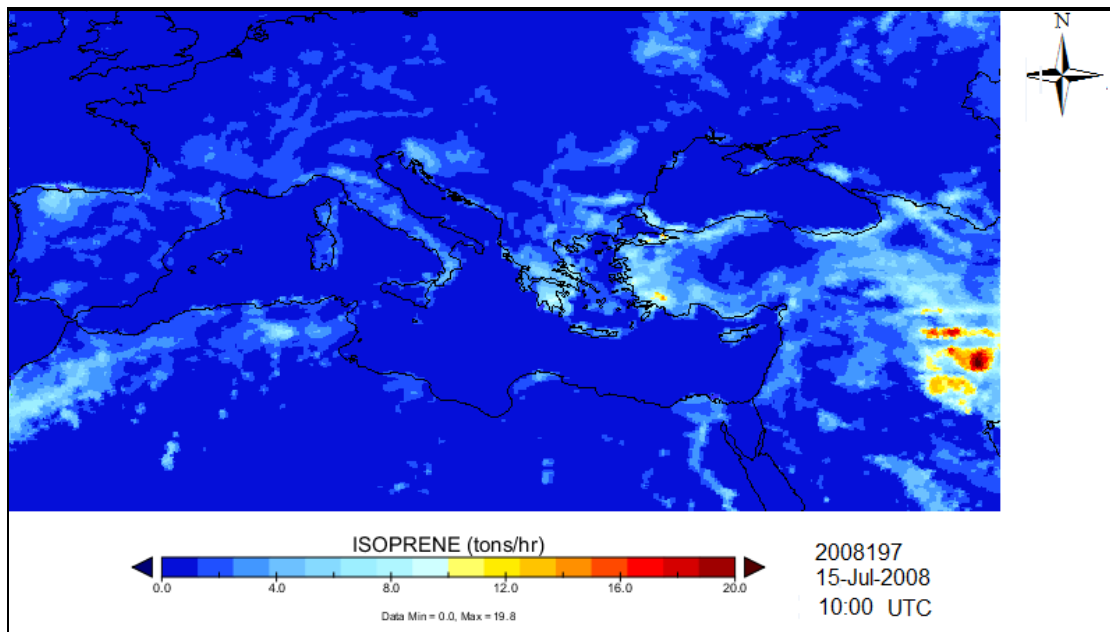 N
ISOPRENE (tons/hr)
0.0 4.0 8.0 12.0 16.0 20.0
Data Min = 0.0, Max = 19.8
2008197
15-Jul-2008
10:00 UTC